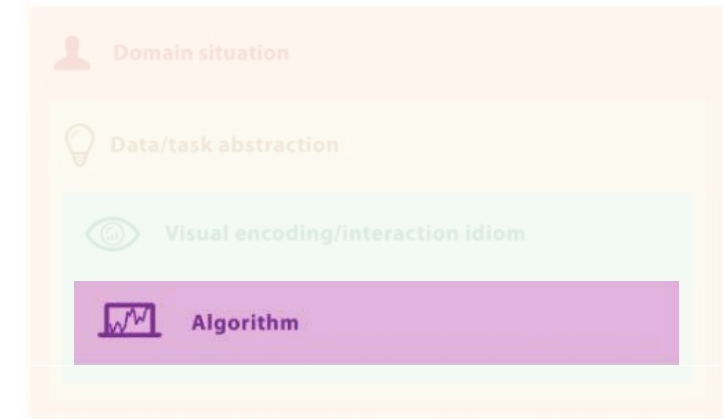 Domain situation
Data/task abstraction
Visual encoding/interaction idiom
Algorithm